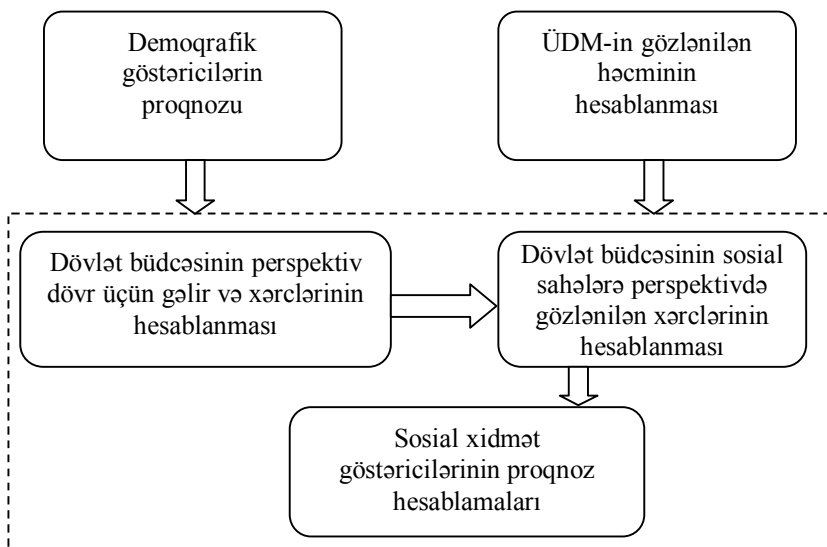 Demoqrafik
göstəricilərin
proqnozu
ÜDM-in gözlənilən
həcminin
hesablanması
Dövlət büdcəsinin perspektiv
dövr üçün gəlir və xərclərinin
hesablanması
Dövlət büdcəsinin sosial
sahələrə perspektivdə
gözlənilən xərclərinin
hesablanması
Sosial xidmət
göstəricilərinin proqnoz
hesablamaları